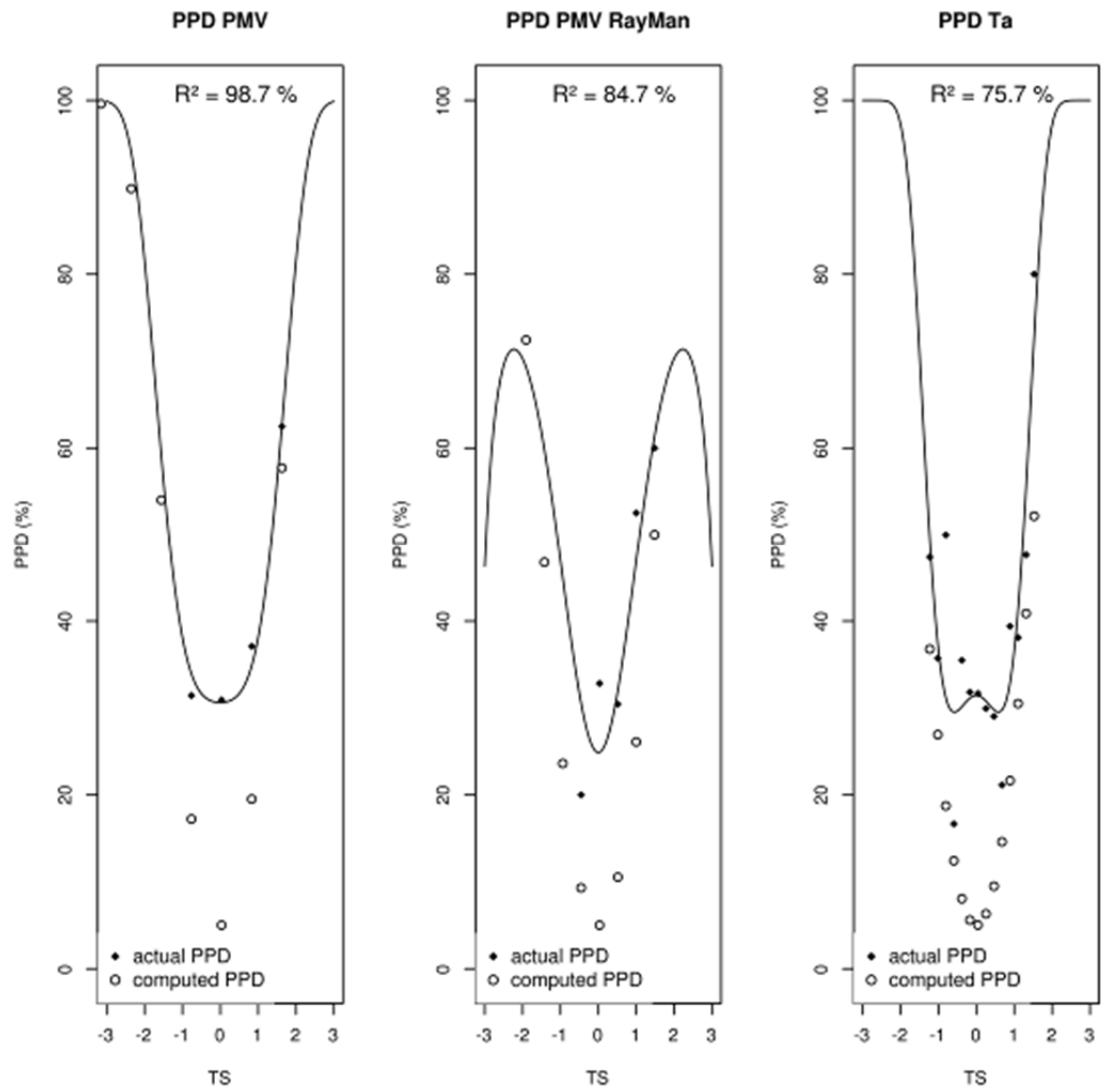 PPD PMV
R² = 98.7 %
PPD (%)
100
80
60
40
20
0
actual PPD
computed PPD
-3 -2 -1 0 1 2 3
TS
PPD PMV RayMan
R² = 84.7 %
PPD (%)
100
80
60
40
20
0
actual PPD
computed PPD
-3 -2 -1 0 1 2 3
TS
PPD Ta
R² = 75.7 %
PPD (%)
100
80
60
40
20
0
actual PPD
computed PPD
-3 -2 -1 0 1 2 3
TS